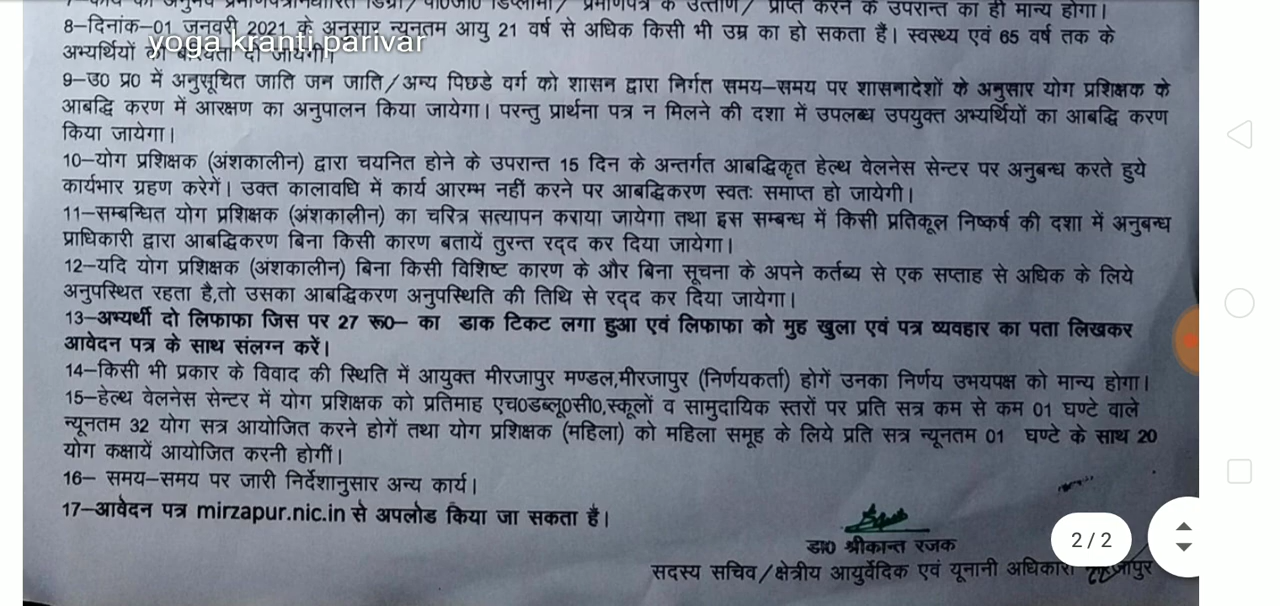 7-कार्य का अनुभव प्रमाणपत्र निर्धारित डिग्री/ पी0जी0 डिप्लोमा/ प्रमाणपत्र के उत्तीर्ण/ प्राप्त करने के उपरान्त का ही मान्य होगा।
8-दिनांक-01 जनवरी 2021 के अनुसार न्यूनतम आयु 21 वर्ष से अधिक किसी भी उम्र का हो सकता है। स्वस्थ्य एवं 65 वर्ष तक के
yoga kranti parivar
अभ्यर्थियों को दी जायेगी।
9-उ0 प्र0 में अनुसूचित जाति जन जाति/अन्य पिछडे वर्ग को शासन द्वारा निर्गत समय-समय पर शासनादेशों के अनुसार योग प्रशिक्षक के
आबद्धि करण में आरक्षण का अनुपालन किया जायेगा। परन्तु प्रार्थना पत्र न मिलने की दशा में उपलब्ध उपयुक्त अभ्यर्थियों का आबद्धि करण
किया जायेगा।
10-योग प्रशिक्षक (अंशकालीन) द्वारा चयनित होने के उपरान्त 15 दिन के अन्तर्गत आबद्धिकृत हेल्थ वेलनेस सेन्टर पर अनुबन्ध करते हुये
कार्यभार ग्रहण करेगें। उक्त कालावधि में कार्य आरम्भ नहीं करने पर आबद्धिकरण स्वतः समाप्त हो जायेगी।
11-सम्बन्धित योग प्रशिक्षक (अंशकालीन) का चरित्र सत्यापन कराया जायेगा तथा इस सम्बन्ध में किसी प्रतिकूल निष्कर्ष की दशा में अनुबन्ध
प्राधिकारी द्वारा आबद्धिकरण बिना किसी कारण बतायें तुरन्त रद्द कर दिया जायेगा।
12-यदि योग प्रशिक्षक (अंशकालीन) बिना किसी विशिष्ट कारण के और बिना सूचना के अपने कर्तब्य से एक सप्ताह से अधिक के लिये
अनुपस्थित रहता है,तो उसका आबद्धिकरण अनुपस्थिति की तिथि से रद्द कर दिया जायेगा।
13-अभ्यर्थी दो लिफाफा जिस पर 27 रू0- का डाक टिकट लगा हुआ एवं लिफाफा को मुह खुला एवं पत्र व्यवहार का पता लिखकर
आवेदन पत्र के साथ संलग्न करें।
14-किसी भी प्रकार के विवाद की स्थिति में आयुक्त मीरजापुर मण्डल,मीरजापुर (निर्णयकर्ता) होगें उनका निर्णय उभयपक्ष को मान्य होगा।
15-हेल्थ वेलनेस सेन्टर में योग प्रशिक्षक को प्रतिमाह एच0डब्लू0सी0,स्कूलों व सामुदायिक स्तरों पर प्रति सत्र कम से कम 01 घण्टे वाले
न्यूनतम 32 योग सत्र आयोजित करने होगें तथा योग प्रशिक्षक (महिला) को महिला समूह के लिये प्रति सत्र न्यूनतम 01 घण्टे के साथ 20
योग कक्षायें आयोजित करनी होगीं।
16- समय-समय पर जारी निर्देशानुसार अन्य कार्य।
17-आवेदन पत्र mirzapur.nic.in से अपलोड किया जा सकता है।
डा0 श्रीकान्त रजक
2/2
सदस्य सचिव/क्षेत्रीय आयुर्वेदिक एवं यूनानी अधिकारी